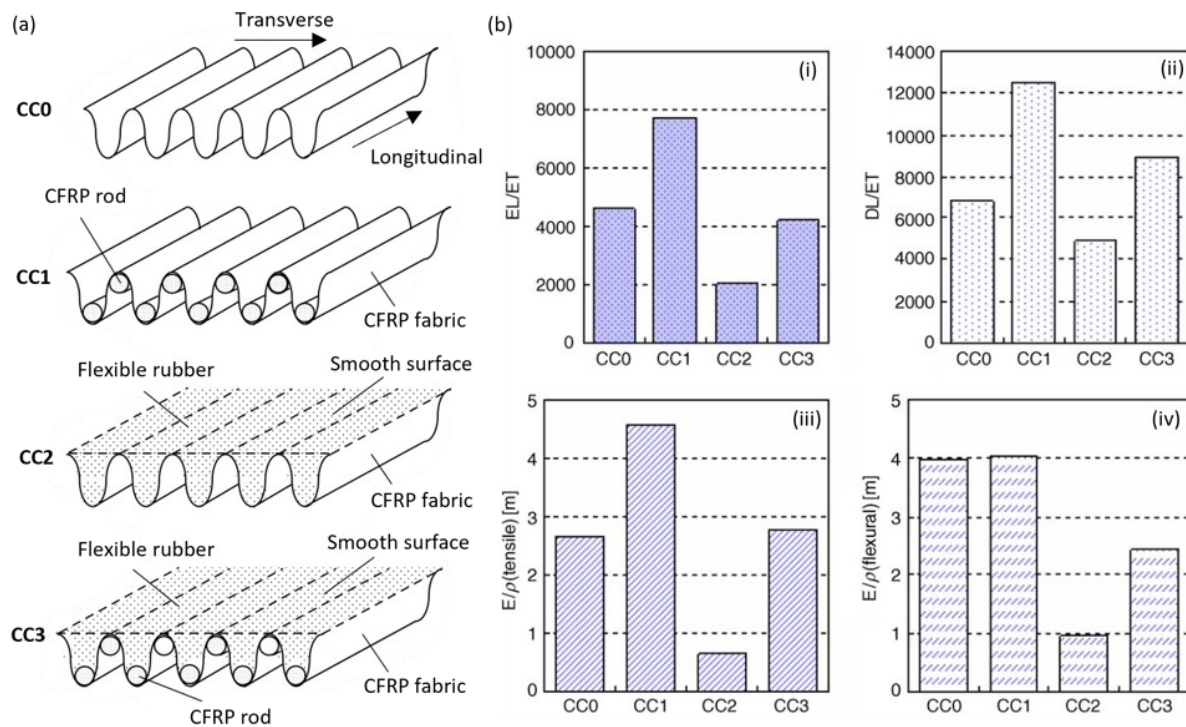 (a)
Transverse
CC0
Longitudinal
CFRP rod
CC1
CFRP fabric
Flexible rubber
Smooth surface
CC2
CFRP fabric
Flexible rubber
Smooth surface
CC3
CFRP fabric
CFRP rod
(b)
(i)
EL/ET
10000
8000
6000
4000
2000
0
CC0 CC1 CC2 CC3
(ii)
DL/ET
14000
12000
10000
8000
6000
4000
2000
0
CC0 CC1 CC2 CC3
(iii)
E/ρ(tensile) [m]
5
4
3
2
1
0
CC0 CC1 CC2 CC3
(iv)
E/ρ(flexural) [m]
5
4
3
2
1
0
CC0 CC1 CC2 CC3